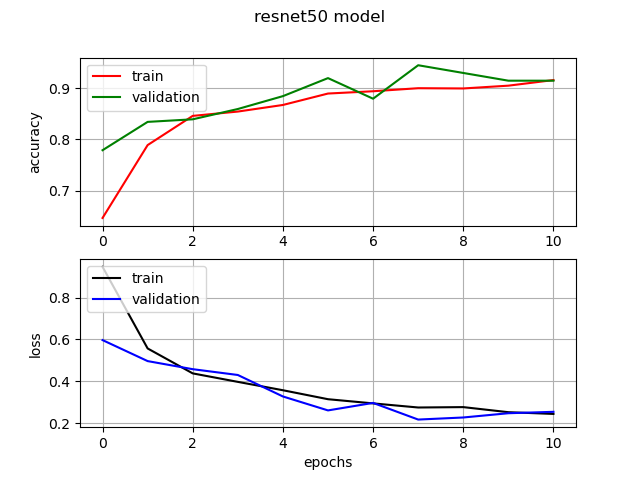 resnet50 model
train
validation
accuracy
0.9
0.8
0.7
0 2 4 6 8 10
train
validation
loss
0.8
0.6
0.4
0.2
0 2 4 6 8 10
epochs